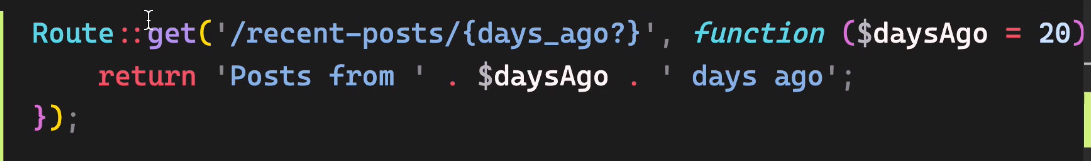 Route::get('/recent-posts/{days_ago?}', function ($daysAgo = 20)
return 'Posts from ' . $daysAgo . ' days ago';
});